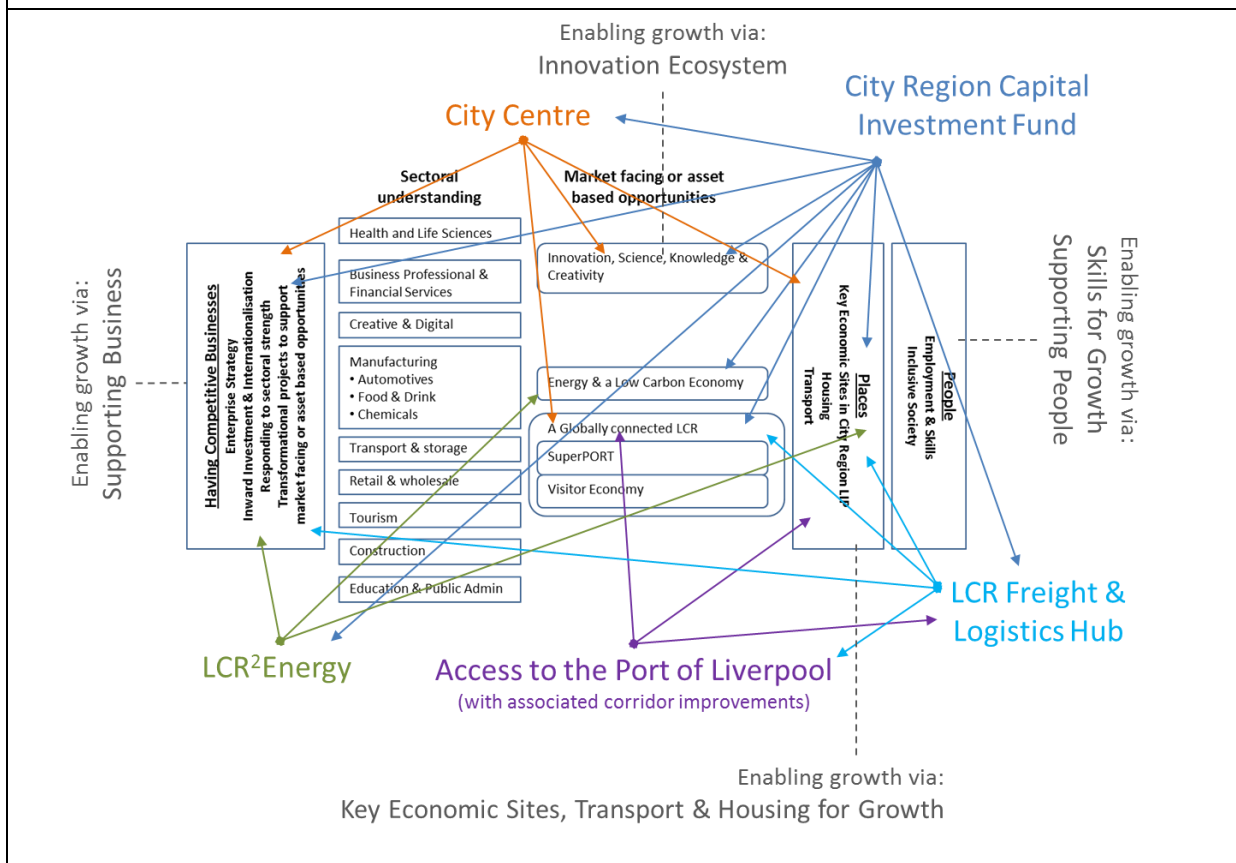 Enabling growth via:
Innovation Ecosystem
City Region Capital
Investment Fund
City Centre
Sectoral
understanding
Market facing or asset
based opportunities
Enabling growth via:
Supporting Business
Having Competitive Businesses
Enterprise Strategy
Inward Investment & Internationalisation
Responding to sectoral strength
Transformational projects to support
market facing or asset based opportunities
Health and Life Sciences
Business Professional &
Financial Services
Creative & Digital
Manufacturing
• Automotives
• Food & Drink
• Chemicals
Transport & storage
Retail & wholesale
Tourism
Construction
Education & Public Admin
Innovation, Science, Knowledge &
Creativity
Energy & a Low Carbon Economy
A Globally connected LCR
SuperPORT
Visitor Economy
Places
Key Economic Sites in City Region LIP
Housing
Transport
People
Employment & Skills
Inclusive Society
Enabling growth via:
Skills for Growth
Supporting People
LCR²Energy
Access to the Port of Liverpool
(with associated corridor improvements)
LCR Freight &
Logistics Hub
Enabling growth via:
Key Economic Sites, Transport & Housing for Growth